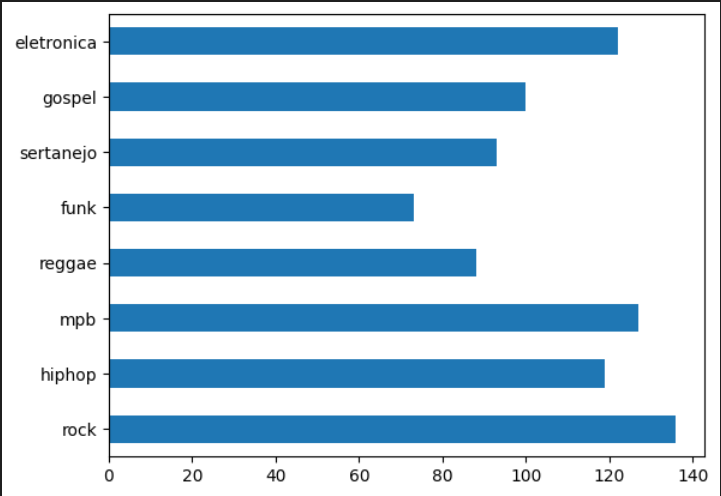 eletronica
gospel
sertanejo
funk
reggae
mpb
hiphop
rock
0 20 40 60 80 100 120 140